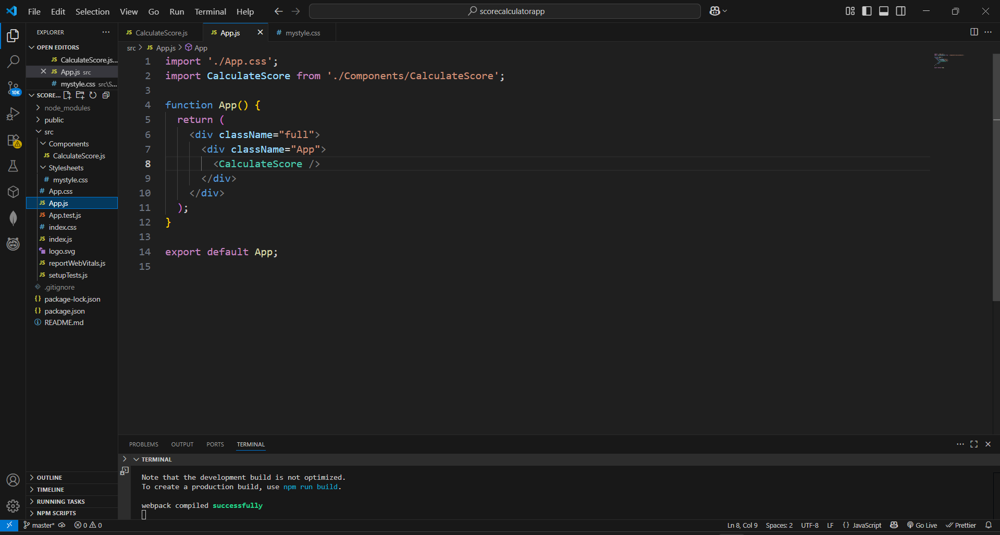 File Edit Selection View Go Run Terminal Help
scorecalculatorapp
EXPLORER
OPEN EDITORS
CalculateScore.js...
App.js src
mystyle.css src\S...
SCORE...
node_modules
public
src
Components
JS CalculateScore.js
Stylesheets
# mystyle.css
# App.css
JS App.js
JS App.test.js
# index.css
JS index.js
logo.svg
JS reportWebVitals.js
JS setupTests.js
.gitignore
{} package-lock.json
{} package.json
README.md
OUTLINE
TIMELINE
RUNNING TASKS
NPM SCRIPTS
10K
JS CalculateScore.js
JS App.js
# mystyle.css
src > JS App.js > App
1 import './App.css';
2 import CalculateScore from './Components/CalculateScore';
3
4 function App() {
5 return (
6 <div className="full">
7 <div className="App">
8 <CalculateScore />
9 </div>
10 </div>
11 );
12 }
13
14 export default App;
15
PROBLEMS OUTPUT PORTS TERMINAL
TERMINAL
Note that the development build is not optimized.
To create a production build, use npm run build.
webpack compiled successfully
master* 0 0 Ln 8, Col 9 Spaces: 2 UTF-8 LF {} JavaScript Go Live Prettier